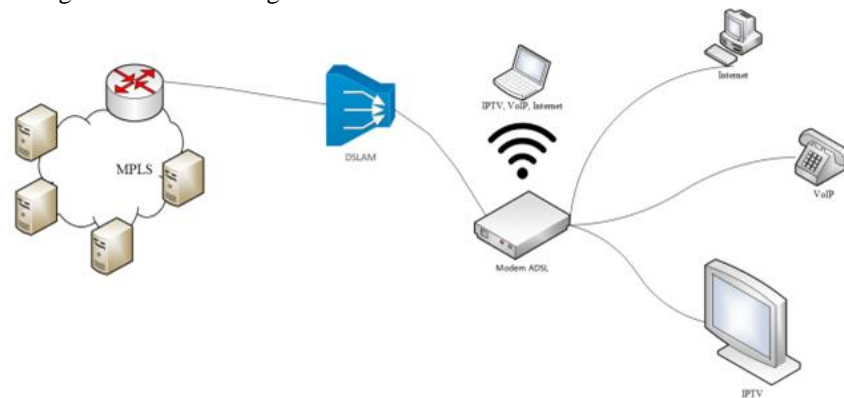 Internet
IPTV, VoIP, Internet
MPLS
DSLAM
VoIP
Modem ADSL
IPTV